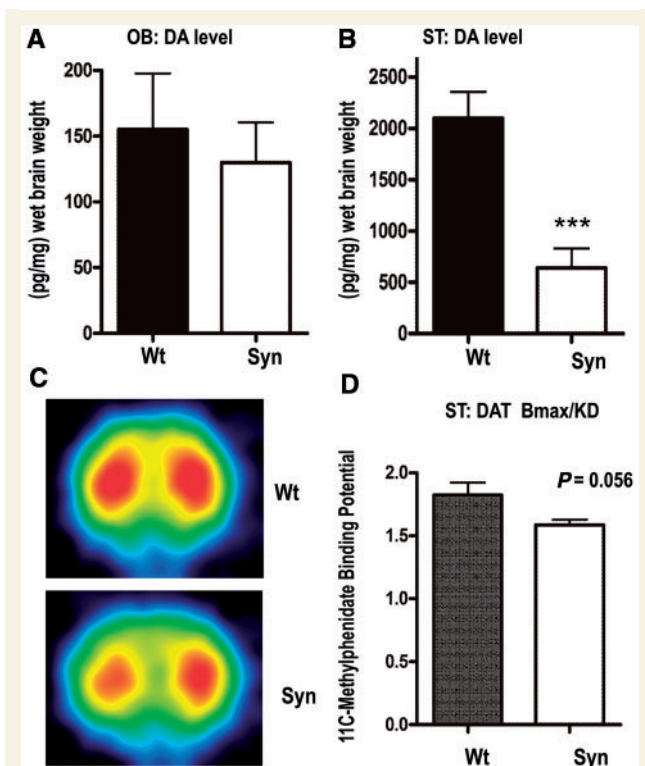 A
OB: DA level
(pg/mg) wet brain weight
200
150
100
50
0
Wt
Syn
B
ST: DA level
(pg/mg) wet brain weight
2500
2000
1500
1000
500
0
***
Wt
Syn
C
Wt
Syn
D
ST: DAT Bmax/KD
11C-Methylphenidate Binding Potential
2.0
1.5
1.0
0.5
0.0
P = 0.056
Wt
Syn